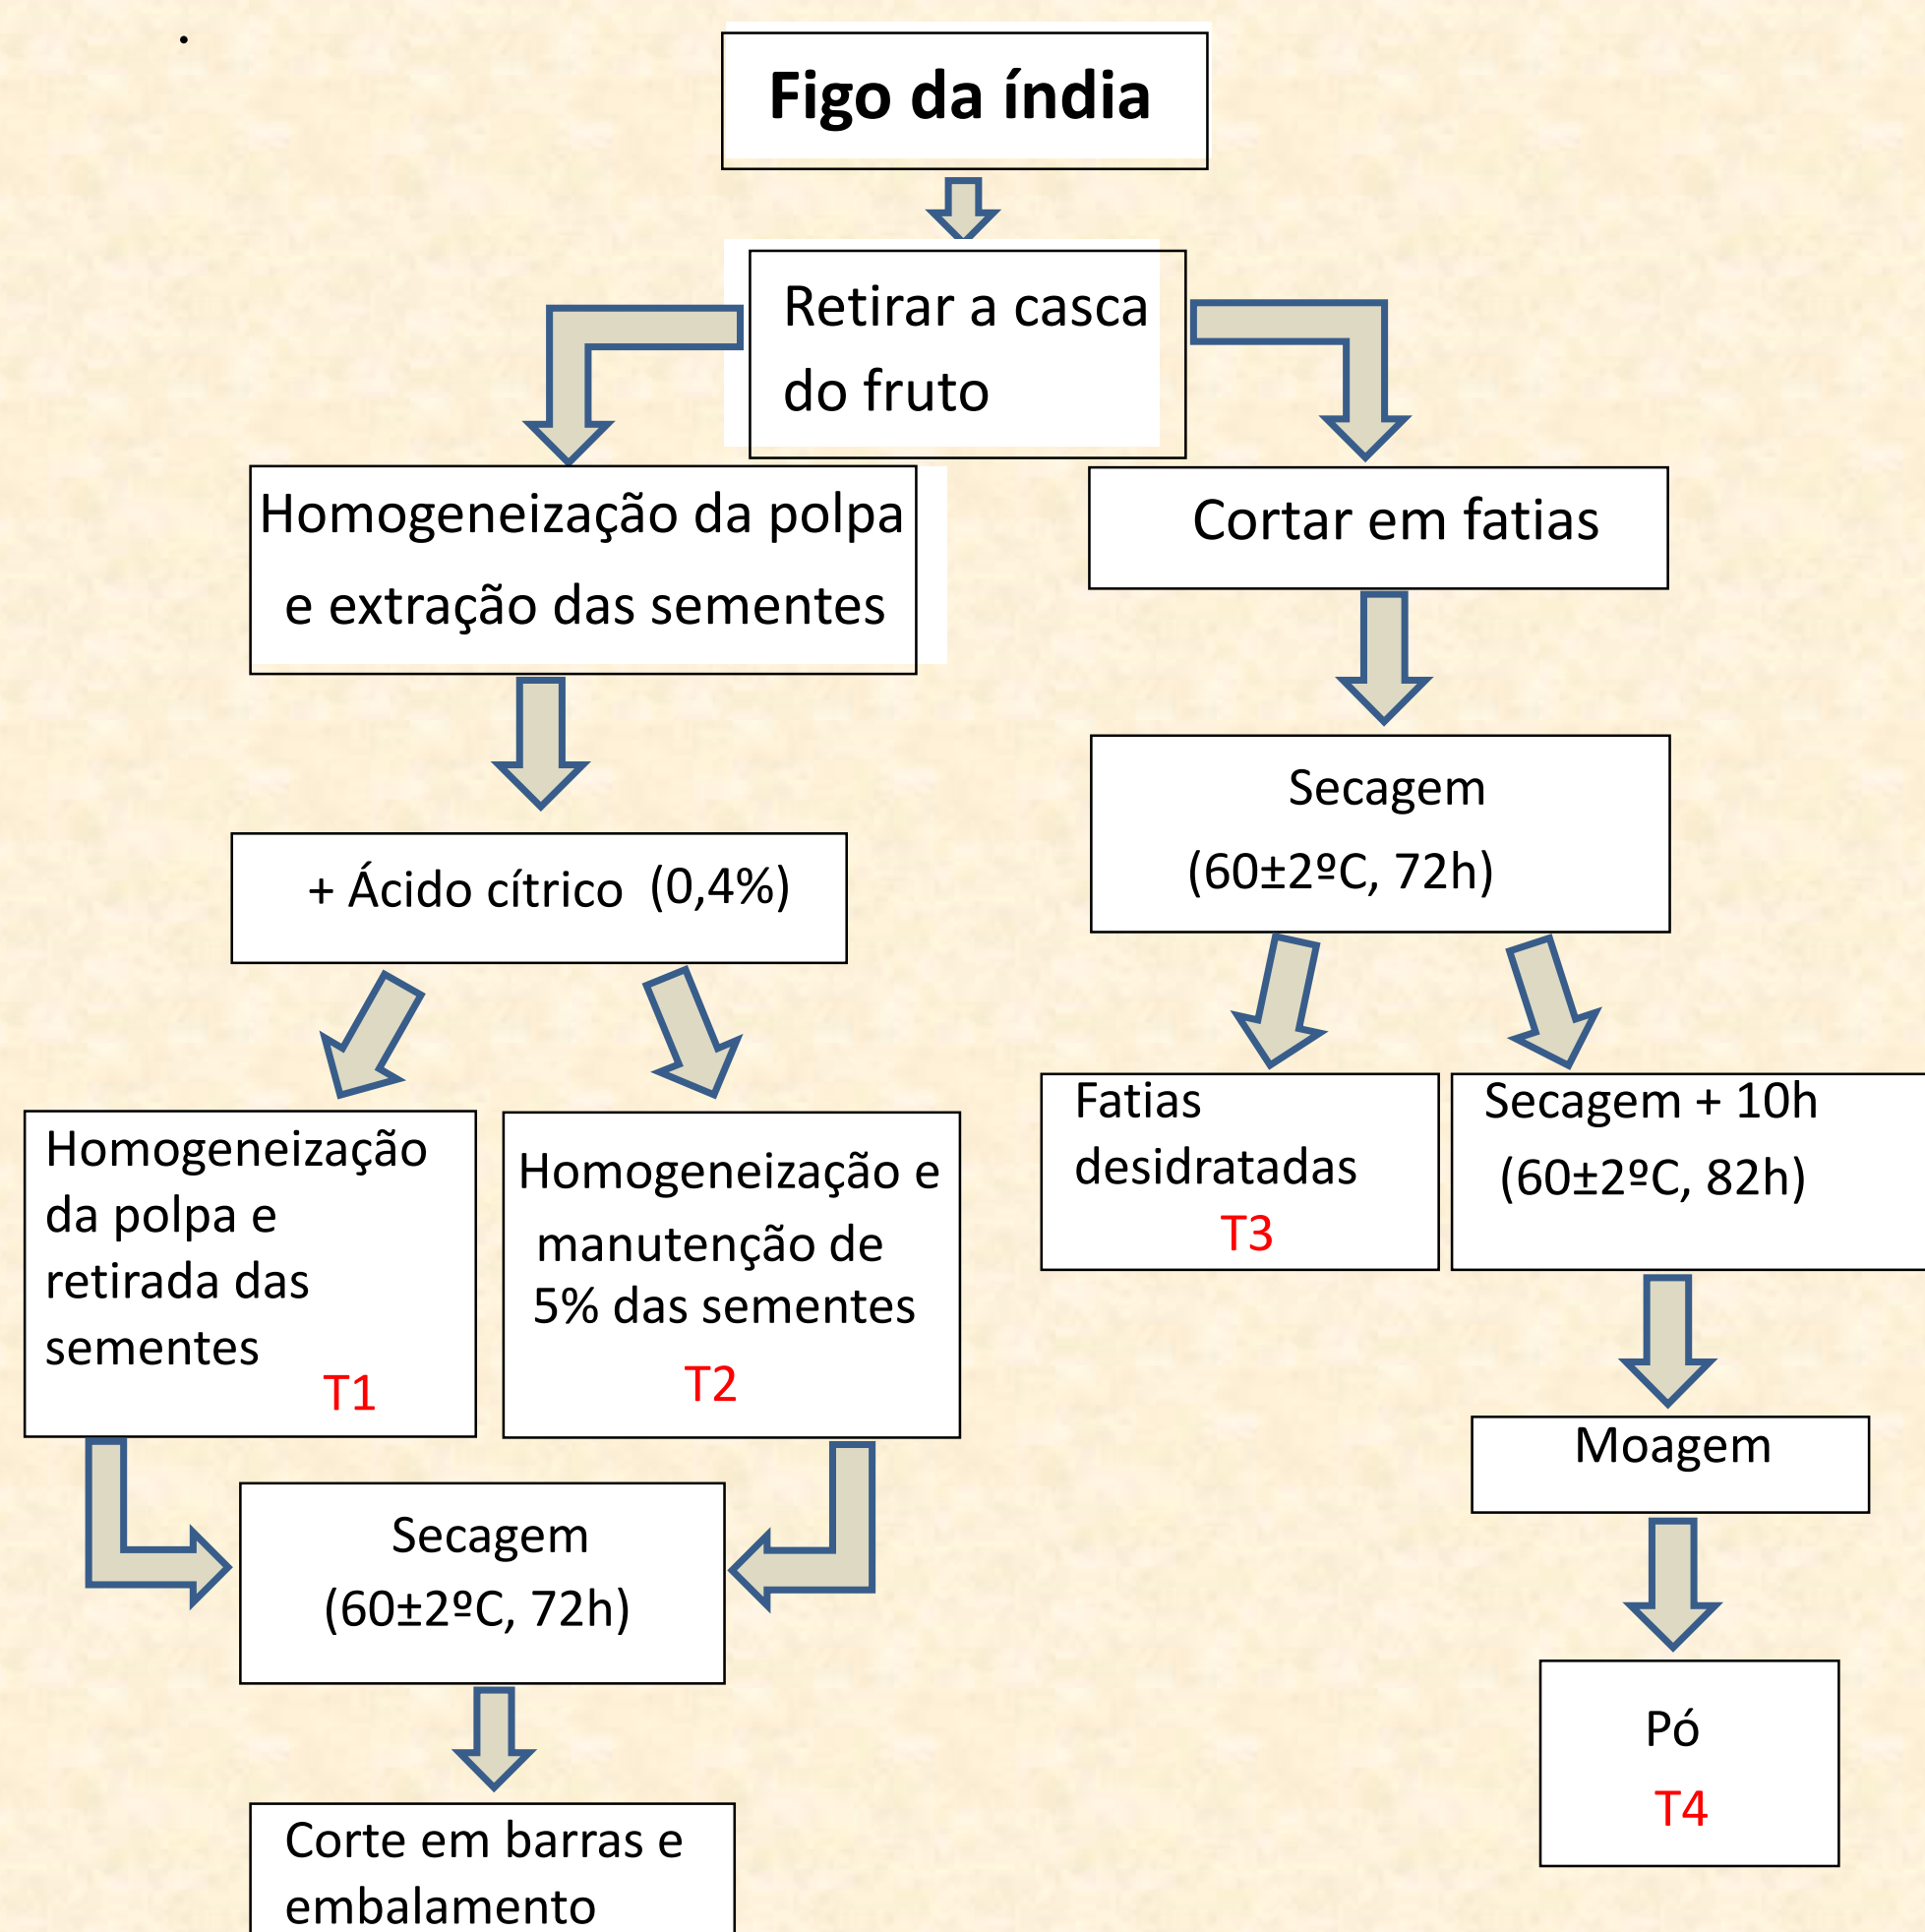 .
Figo da índia
Retirar a casca
do fruto
Homogeneização da polpa
e extração das sementes
Cortar em fatias
+ Ácido cítrico (0,4%)
Secagem
(60±2ºC, 72h)
Homogeneização
da polpa e
retirada das
sementes
T1
Homogeneização e
manutenção de
5% das sementes
T2
Fatias
desidratadas
T3
Secagem + 10h
(60±2ºC, 82h)
Secagem
(60±2ºC, 72h)
Moagem
Corte em barras e
embalamento
Pó
T4